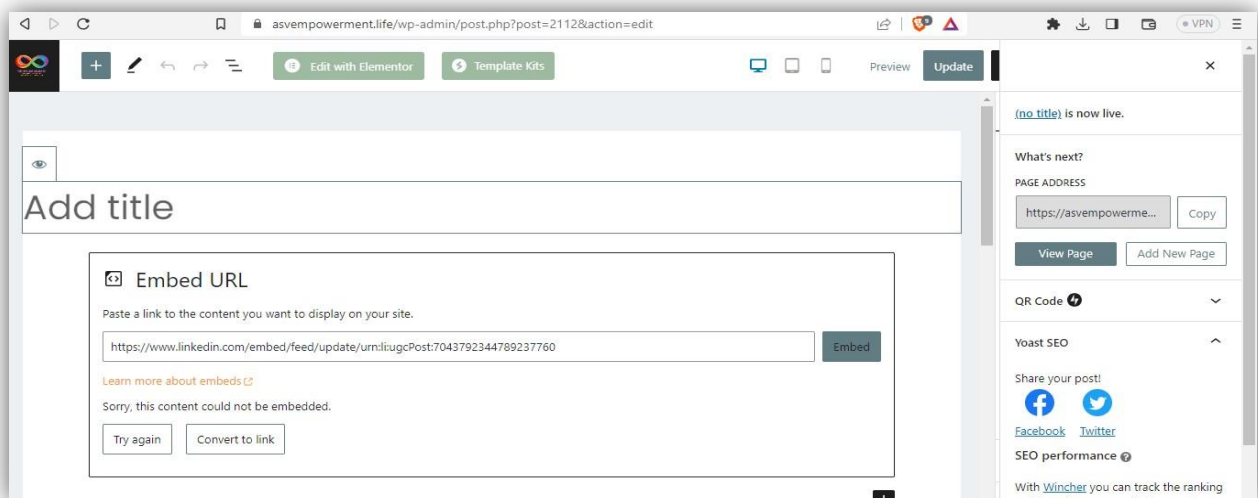 asvempowerment.life/wp-admin/post.php?post=2112&action=edit
VPN
Edit with Elementor
Template Kits
Preview
Update
Add title
Embed URL
Paste a link to the content you want to display on your site.
https://www.linkedin.com/embed/feed/update/urn:li:ugcPost:7043792344789237760
Embed
Learn more about embeds
Sorry, this content could not be embedded.
Try again
Convert to link
(no title) is now live.
What's next?
PAGE ADDRESS
https://asvempowerme...
Copy
View Page
Add New Page
QR Code
Yoast SEO
Share your post!
Facebook
Twitter
SEO performance
With Wincher you can track the ranking